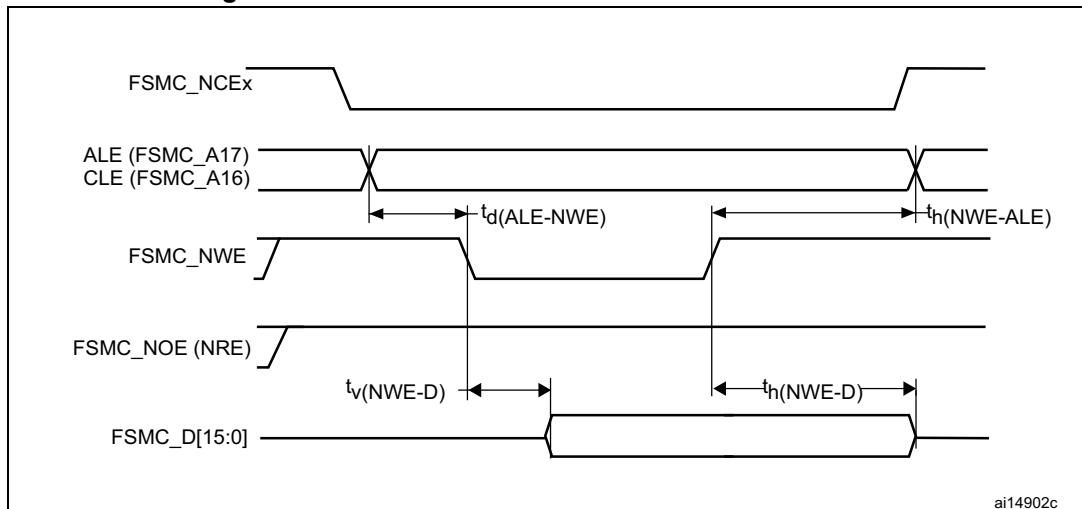 FSMC_NCEx
ALE (FSMC_A17)
CLE (FSMC_A16)
td(ALE-NWE)
th(NWE-ALE)
FSMC_NWE
FSMC_NOE (NRE)
tv(NWE-D)
th(NWE-D)
FSMC_D[15:0]
ai14902c